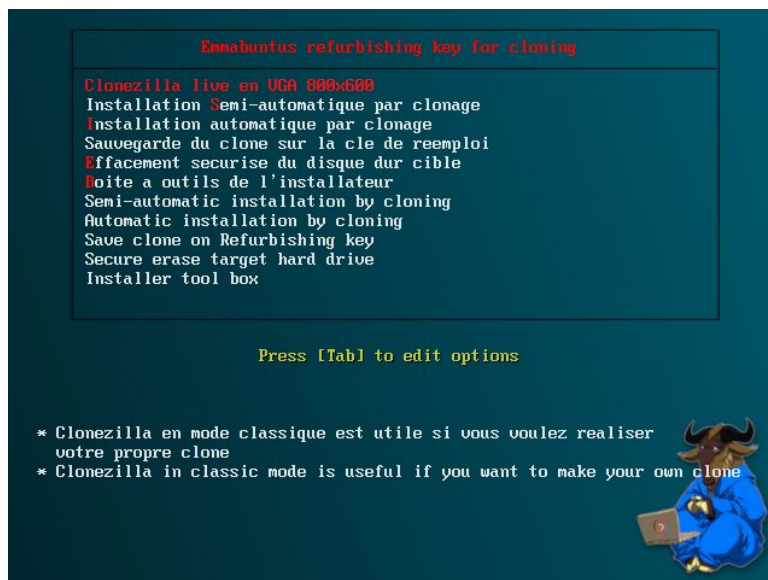 Emmabuntus refurbishing key for cloning
Clonezilla live en VGA 800x600
Installation Semi-automatique par clonage
Installation automatique par clonage
Sauvegarde du clone sur la cle de reemploi
Effacement securise du disque dur cible
Boite a outils de l'installateur
Semi-automatic installation by cloning
Automatic installation by cloning
Save clone on Refurbishing key
Secure erase target hard drive
Installer tool box
Press [Tab] to edit options
* Clonezilla en mode classique est utile si vous voulez realiser
votre propre clone
* Clonezilla in classic mode is useful if you want to make your own clone